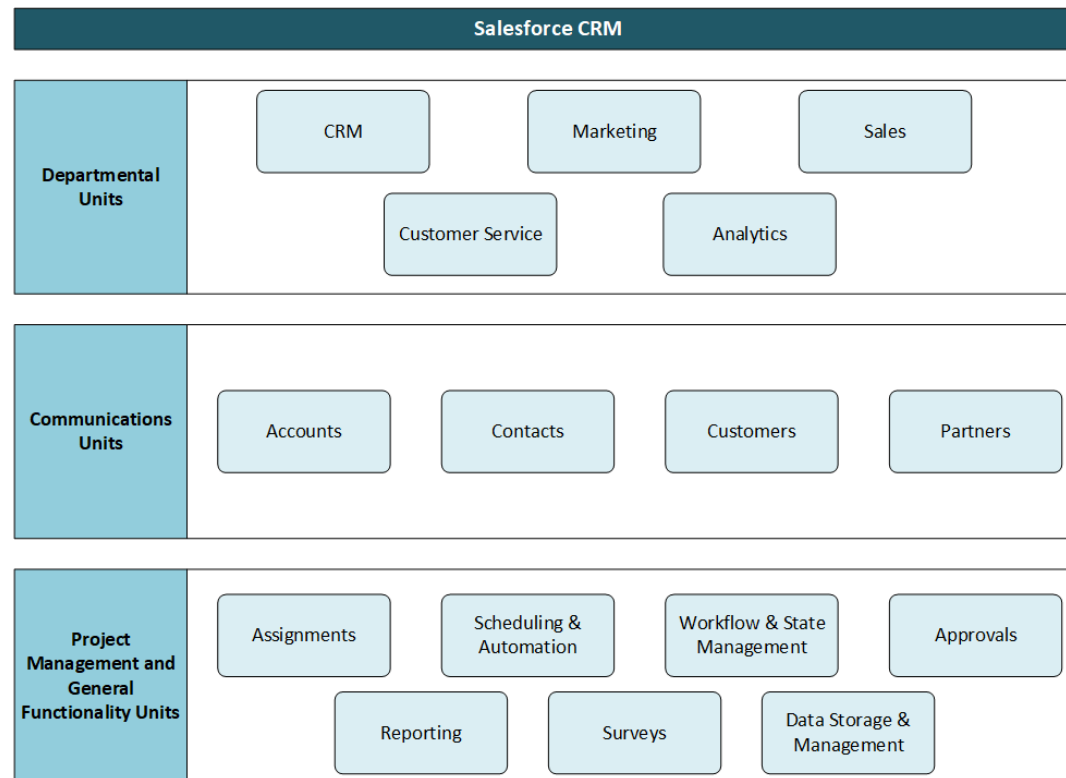 Salesforce CRM
Departmental
Units
CRM
Marketing
Sales
Customer Service
Analytics
Communications
Units
Accounts
Contacts
Customers
Partners
Project
Management and
General
Functionality Units
Assignments
Scheduling &
Automation
Workflow & State
Management
Approvals
Reporting
Surveys
Data Storage &
Management